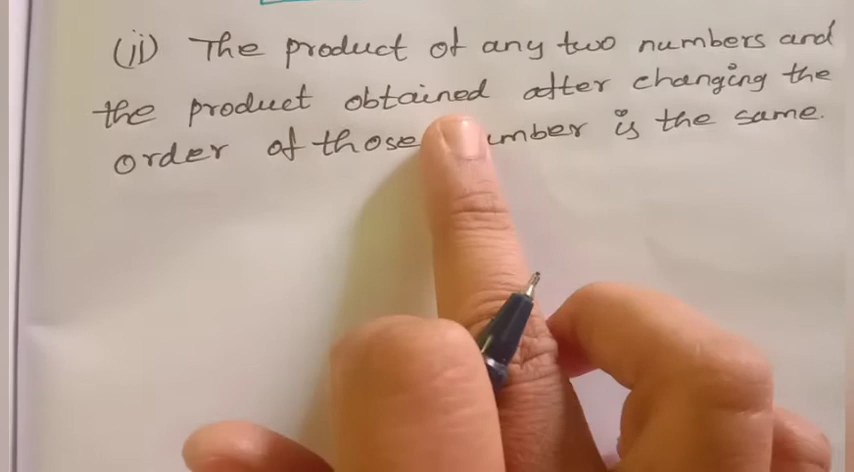 (ii) The product of any two numbers and
the product obtained after changing the
order of those umber is the same.